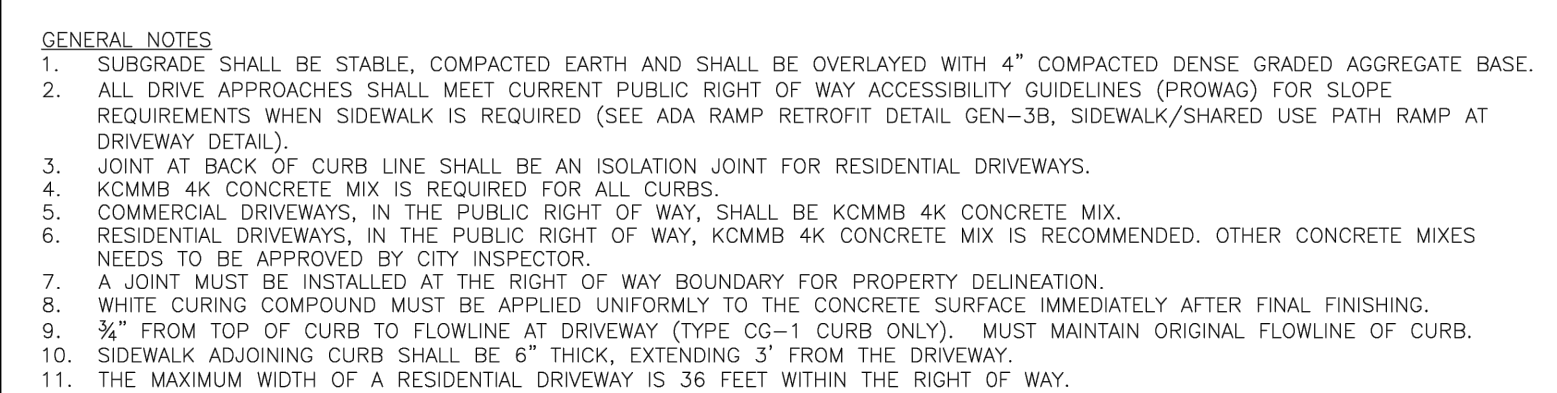 GENERAL NOTES
1. SUBGRADE SHALL BE STABLE, COMPACTED EARTH AND SHALL BE OVERLAYED WITH 4" COMPACTED DENSE GRADED AGGREGATE BASE.
2. ALL DRIVE APPROACHES SHALL MEET CURRENT PUBLIC RIGHT OF WAY ACCESSIBILITY GUIDELINES (PROWAG) FOR SLOPE
REQUIREMENTS WHEN SIDEWALK IS REQUIRED (SEE ADA RAMP RETROFIT DETAIL GEN-3B, SIDEWALK/SHARED USE PATH RAMP AT
DRIVEWAY DETAIL).
3. JOINT AT BACK OF CURB LINE SHALL BE AN ISOLATION JOINT FOR RESIDENTIAL DRIVEWAYS.
4. KCMMB 4K CONCRETE MIX IS REQUIRED FOR ALL CURBS.
5. COMMERCIAL DRIVEWAYS, IN THE PUBLIC RIGHT OF WAY, SHALL BE KCMMB 4K CONCRETE MIX.
6. RESIDENTIAL DRIVEWAYS, IN THE PUBLIC RIGHT OF WAY, KCMMB 4K CONCRETE MIX IS RECOMMENDED. OTHER CONCRETE MIXES
NEEDS TO BE APPROVED BY CITY INSPECTOR.
7. A JOINT MUST BE INSTALLED AT THE RIGHT OF WAY BOUNDARY FOR PROPERTY DELINEATION.
8. WHITE CURING COMPOUND MUST BE APPLIED UNIFORMLY TO THE CONCRETE SURFACE IMMEDIATELY AFTER FINAL FINISHING.
9. ¾" FROM TOP OF CURB TO FLOWLINE AT DRIVEWAY (TYPE CG-1 CURB ONLY). MUST MAINTAIN ORIGINAL FLOWLINE OF CURB.
10. SIDEWALK ADJOINING CURB SHALL BE 6" THICK, EXTENDING 3' FROM THE DRIVEWAY.
11. THE MAXIMUM WIDTH OF A RESIDENTIAL DRIVEWAY IS 36 FEET WITHIN THE RIGHT OF WAY.